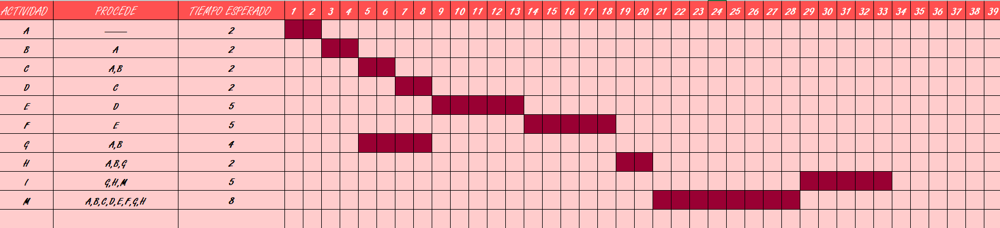 ACTIVIDAD PROCEDE TIEMPO ESPERADO 1 2 3 4 5 6 7 8 9 10 11 12 13 14 15 16 17 18 19 20 21 22 23 24 25 26 27 28 29 30 31 32 33 34 35 36 37 38 39
A —— 2
B A 2
C A,B 2
D C 2
E D 5
F E 5
G A,B 4
H A,B,G 2
I G,H,M 5
M A,B,C,D,E,F,G,H 8